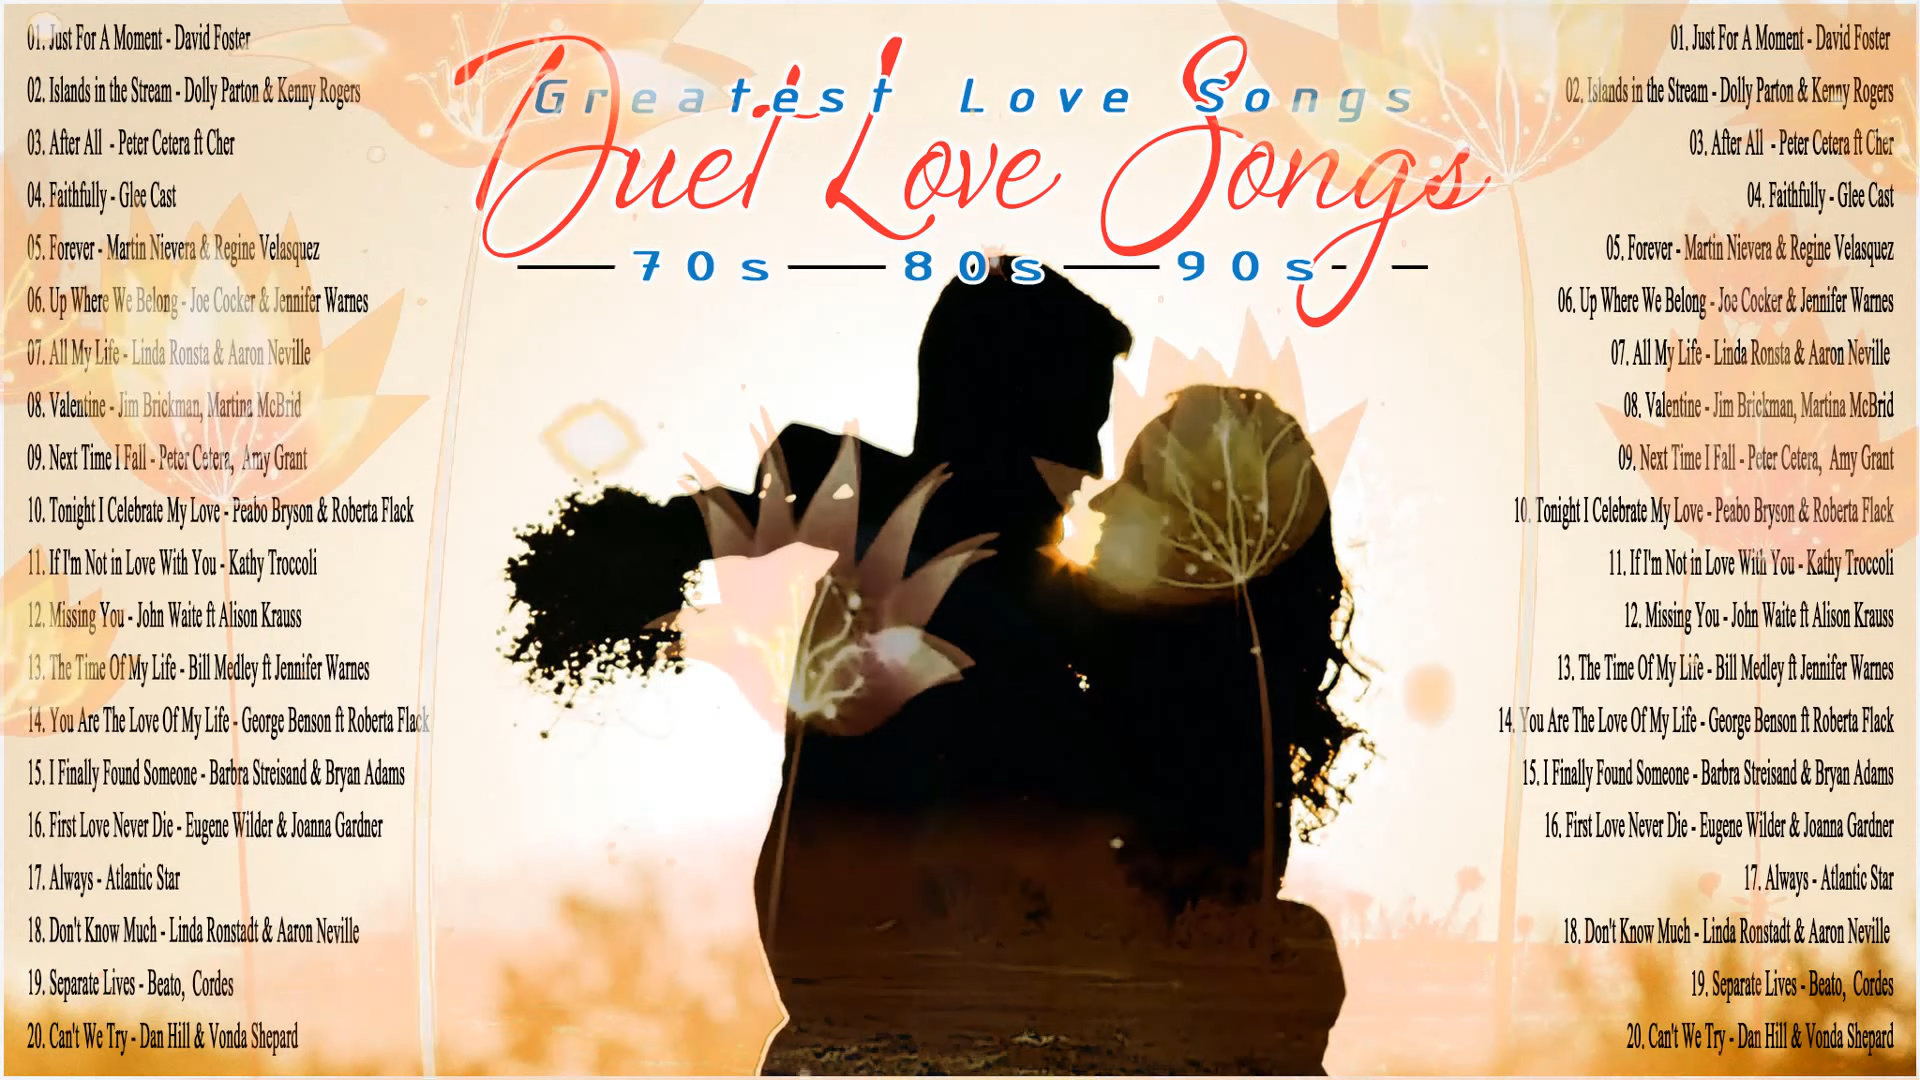 Greatest Love Songs
Duet Love Songs
70s 80s 90s
01. Just For A Moment - David Foster
02. Islands in the Stream - Dolly Parton & Kenny Rogers
03. After All - Peter Cetera ft Cher
04. Faithfully - Glee Cast
05. Forever - Martin Nievera & Regine Velasquez
06. Up Where We Belong - Joe Cocker & Jennifer Warnes
07. All My Life - Linda Ronsta & Aaron Neville
08. Valentine - Jim Brickman, Martina McBrid
09. Next Time I Fall - Peter Cetera, Amy Grant
10. Tonight I Celebrate My Love - Peabo Bryson & Roberta Flack
11. If I'm Not in Love With You - Kathy Troccoli
12. Missing You - John Waite ft Alison Krauss
13. The Time Of My Life - Bill Medley ft Jennifer Warnes
14. You Are The Love Of My Life - George Benson ft Roberta Flack
15. I Finally Found Someone - Barbra Streisand & Bryan Adams
16. First Love Never Die - Eugene Wilder & Joanna Gardner
17. Always - Atlantic Star
18. Don't Know Much - Linda Ronstadt & Aaron Neville
19. Separate Lives - Beato, Cordes
20. Can't We Try - Dan Hill & Vonda Shepard
01. Just For A Moment - David Foster
02. Islands in the Stream - Dolly Parton & Kenny Rogers
03. After All - Peter Cetera ft Cher
04. Faithfully - Glee Cast
05. Forever - Martin Nievera & Regine Velasquez
06. Up Where We Belong - Joe Cocker & Jennifer Warnes
07. All My Life - Linda Ronsta & Aaron Neville
08. Valentine - Jim Brickman, Martina McBrid
09. Next Time I Fall - Peter Cetera, Amy Grant
10. Tonight I Celebrate My Love - Peabo Bryson & Roberta Flack
11. If I'm Not in Love With You - Kathy Troccoli
12. Missing You - John Waite ft Alison Krauss
13. The Time Of My Life - Bill Medley ft Jennifer Warnes
14. You Are The Love Of My Life - George Benson ft Roberta Flack
15. I Finally Found Someone - Barbra Streisand & Bryan Adams
16. First Love Never Die - Eugene Wilder & Joanna Gardner
17. Always - Atlantic Star
18. Don't Know Much - Linda Ronstadt & Aaron Neville
19. Separate Lives - Beato, Cordes
20. Can't We Try - Dan Hill & Vonda Shepard